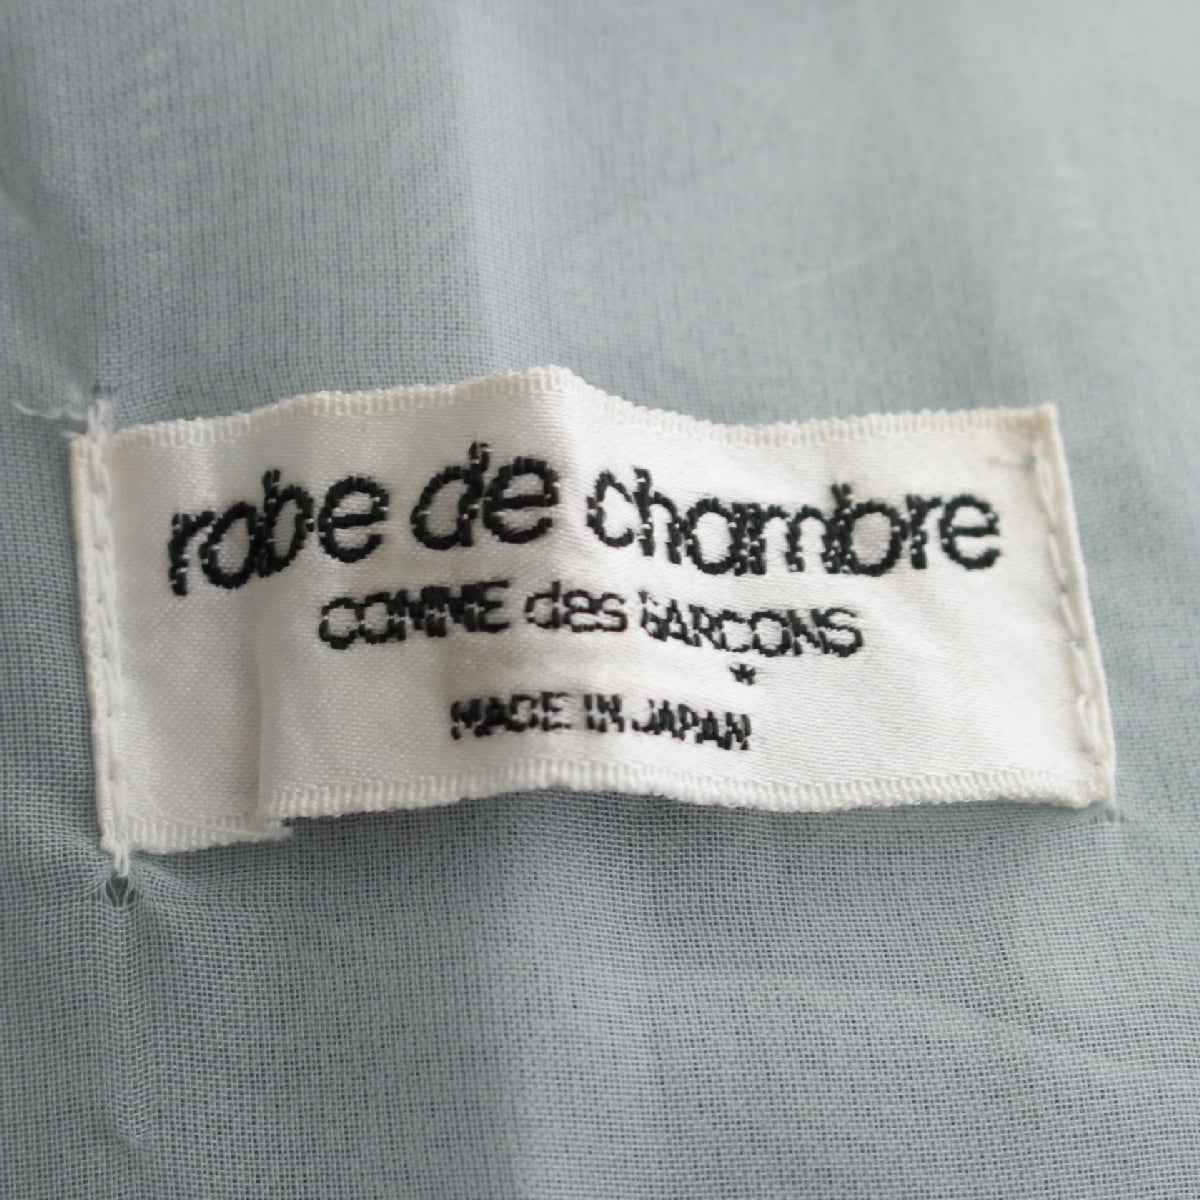 robe de chambre
COMME des GARCONS
*
MADE IN JAPAN